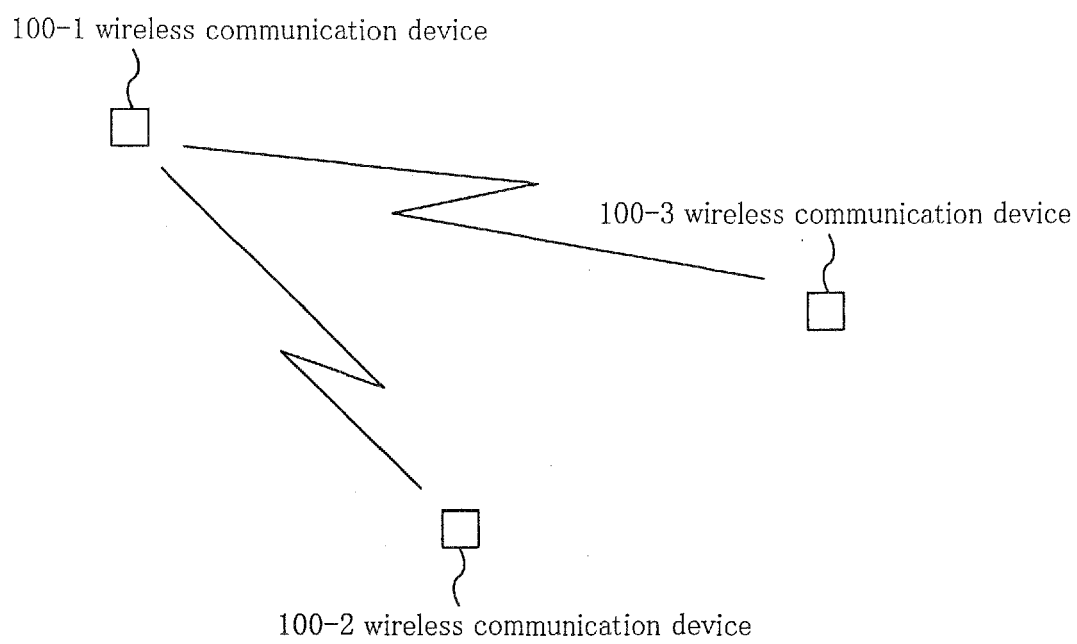 100-1 wireless communication device
100-3 wireless communication device
100-2 wireless communication device